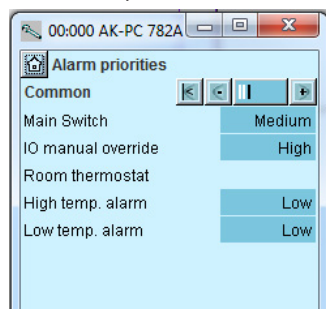 00:000 AK-PC 782A
Alarm priorities
Common
Main Switch Medium
IO manual override High
Room thermostat
High temp. alarm Low
Low temp. alarm Low